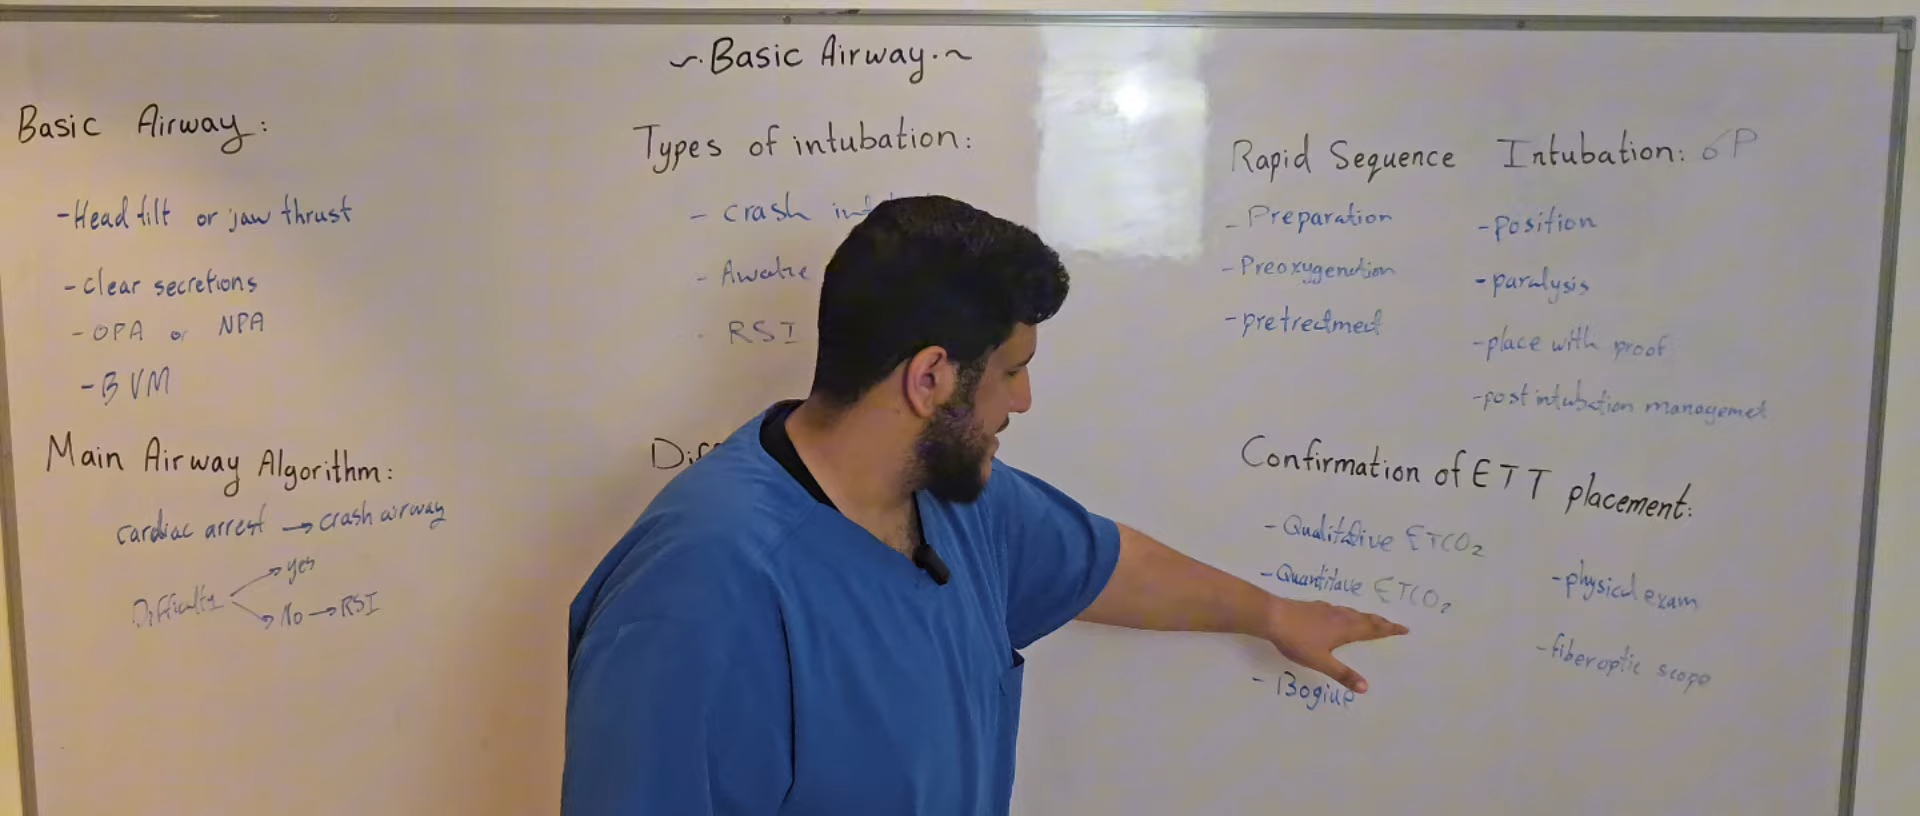 ~. Basic Airway. ~
Basic Airway:
-Head tilt or jaw thrust
-clear secretions
-OPA or NPA
-BVM
Main Airway Algorithm:
cardiac arrest → crash airway
Difficulty → yes
→ No → RSI
Types of intubation:
- crash
- Awake
- RSI
Rapid Sequence Intubation: 6P
- Preparation
- Preoxygenation
- pretreatment
- position
- paralysis
- place with proof
- post intubation managemet
Confirmation of ETT placement:
- Qualitative ETCO2
- Quantitave ETCO2
- Bogiue
- physical exam
- fiberoptic scope